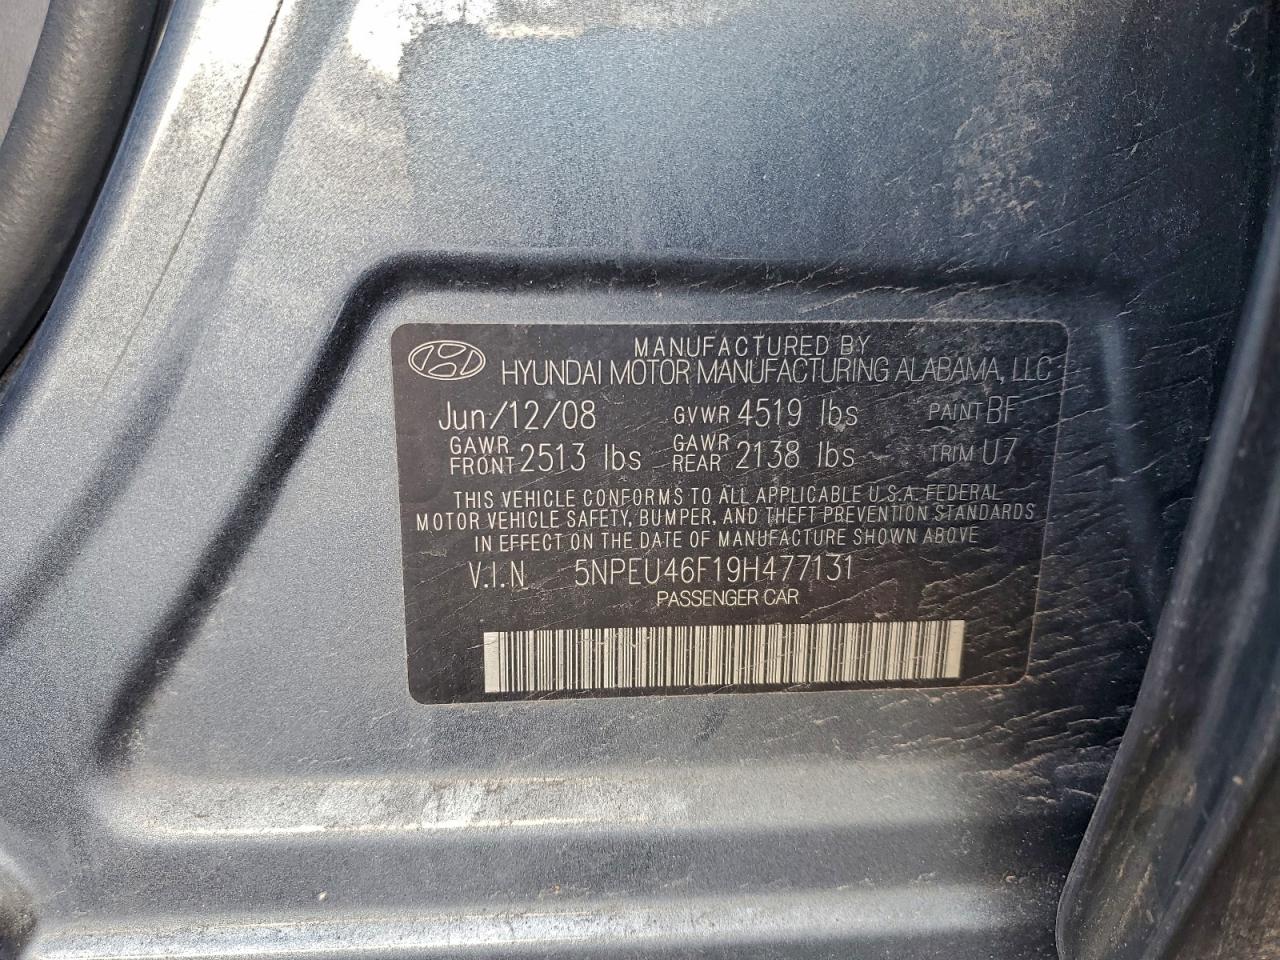 MANUFACTURED BY
HYUNDAI MOTOR MANUFACTURING ALABAMA, LLC
Jun/12/08 GVWR 4519 lbs PAINT BF
GAWR FRONT 2513 lbs GAWR REAR 2138 lbs TRIM U7
THIS VEHICLE CONFORMS TO ALL APPLICABLE U.S.A. FEDERAL
MOTOR VEHICLE SAFETY, BUMPER, AND THEFT PREVENTION STANDARDS
IN EFFECT ON THE DATE OF MANUFACTURE SHOWN ABOVE
V.I.N 5NPEU46F19H477131
PASSENGER CAR